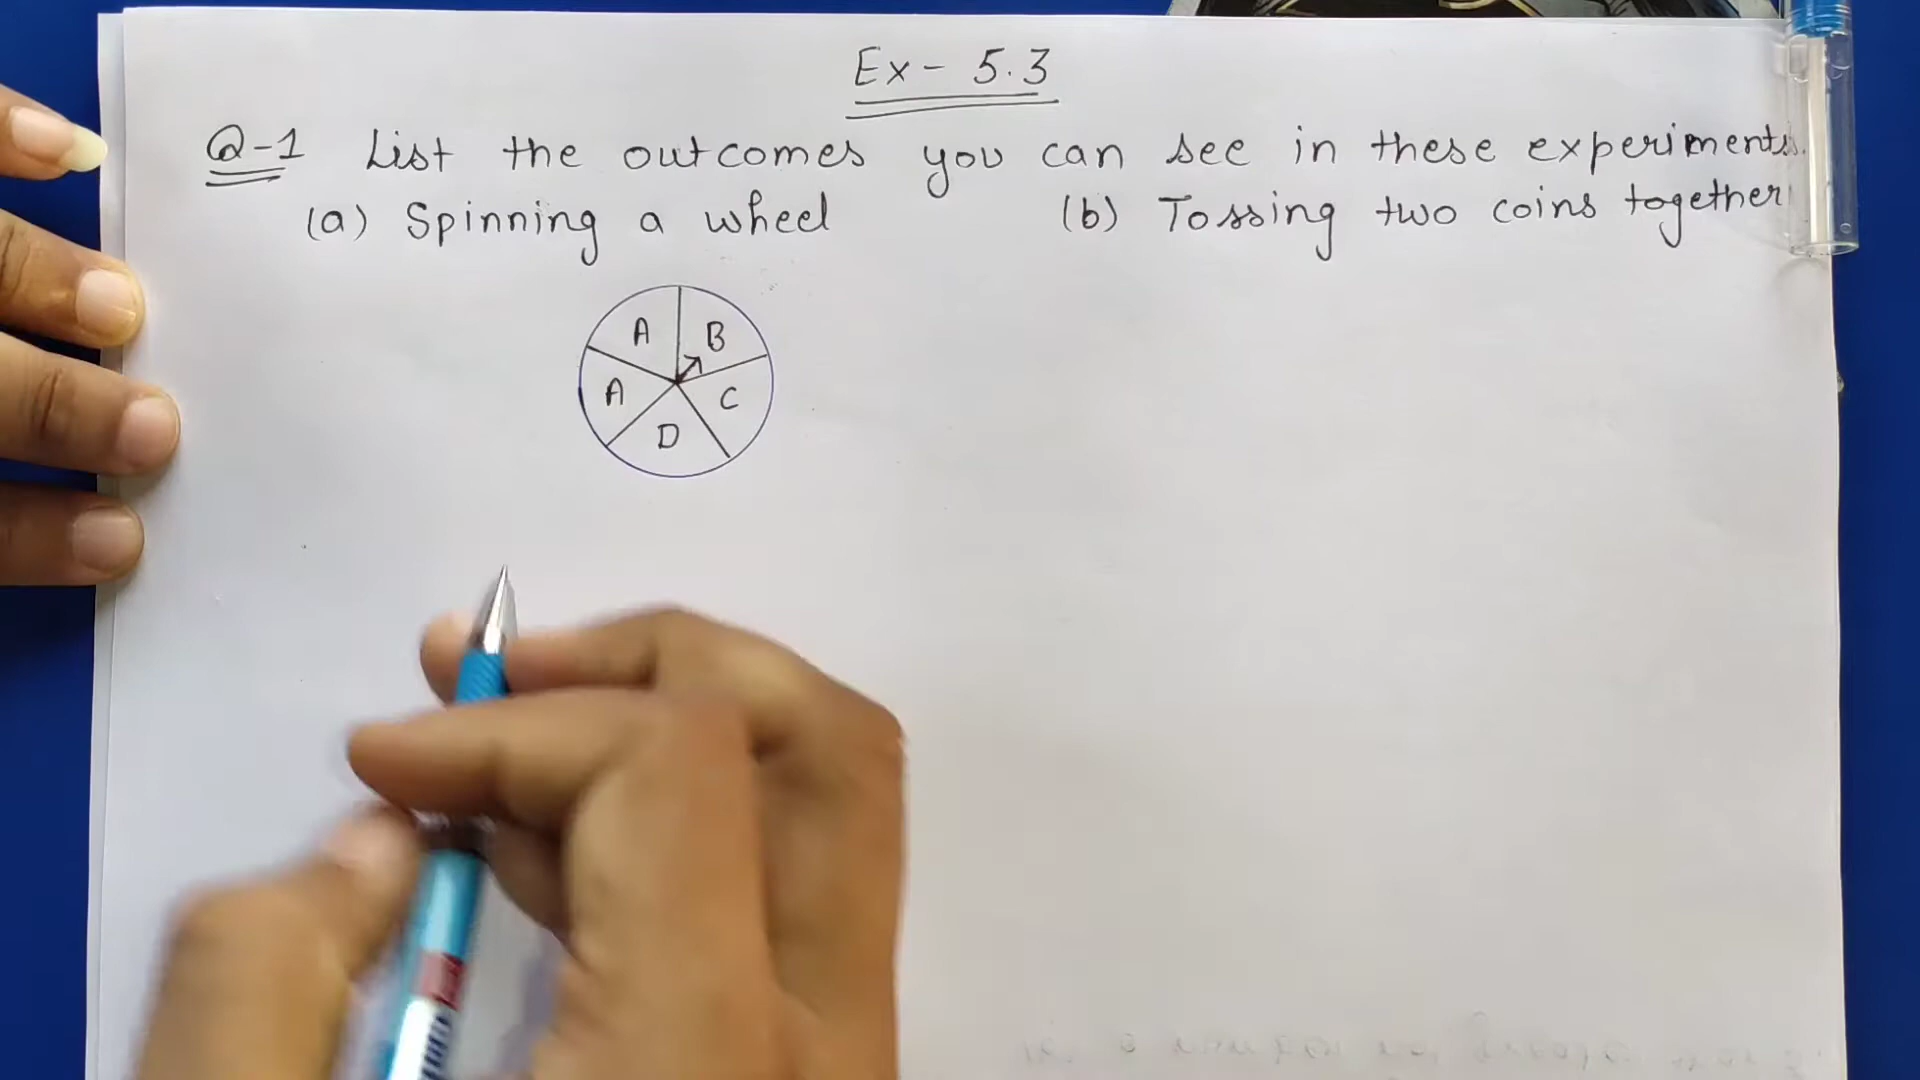 Ex - 5.3
Q-1 List the outcomes you can see in these experiments.
(a) Spinning a wheel (b) Tossing two coins together
A B
A C
D